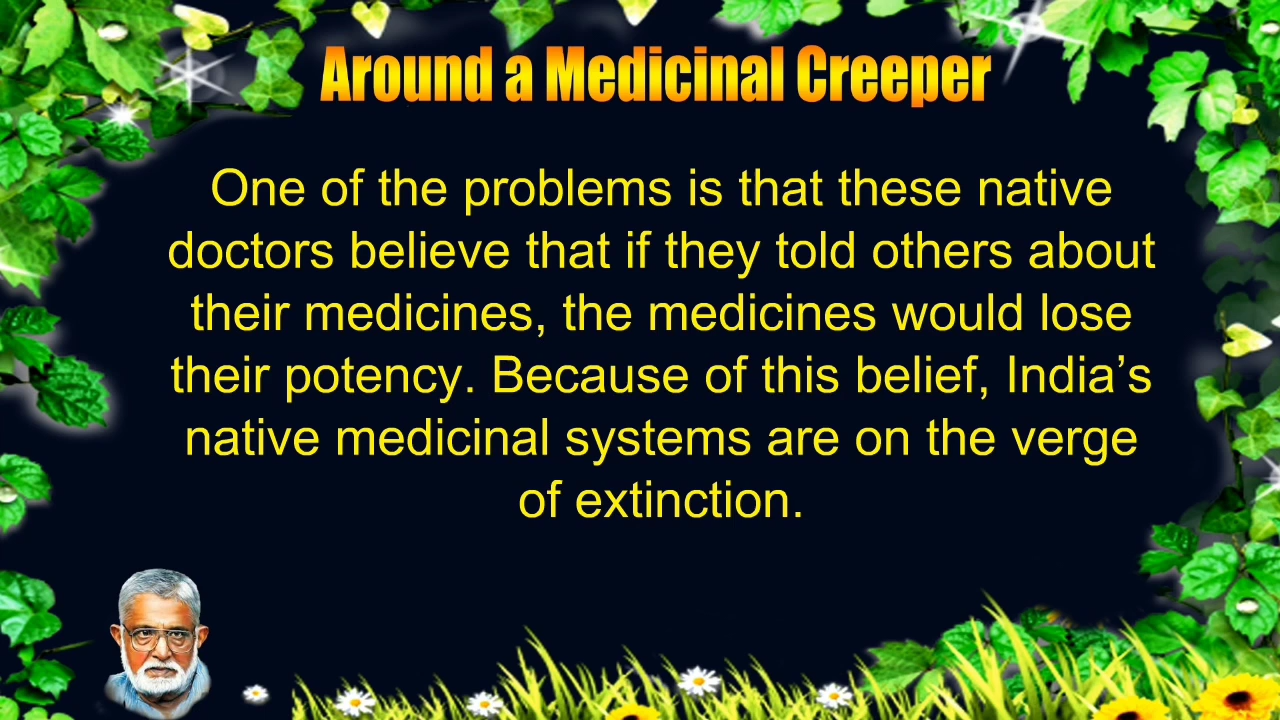 Around a Medicinal Creeper
One of the problems is that these native
doctors believe that if they told others about
their medicines, the medicines would lose
their potency. Because of this belief, India’s
native medicinal systems are on the verge
of extinction.